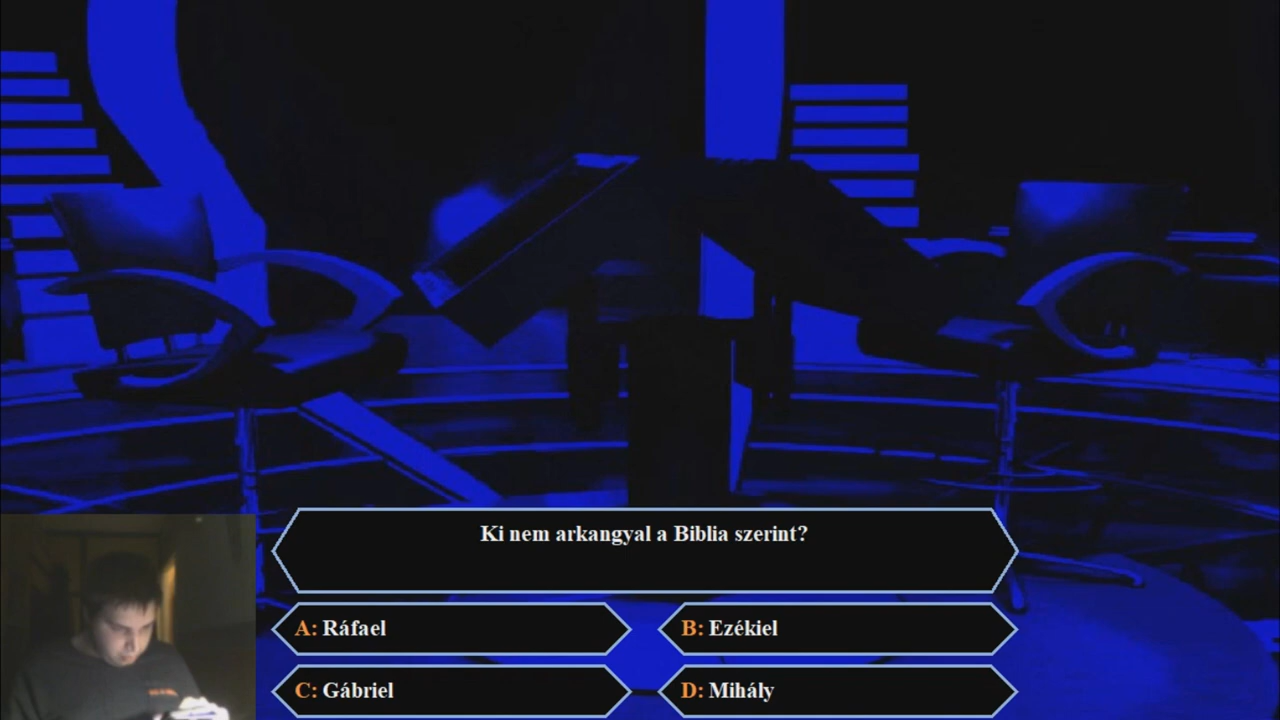 Ki nem arkangyal a Biblia szerint?
A: Ráfael
B: Ezékiel
C: Gábriel
D: Mihály